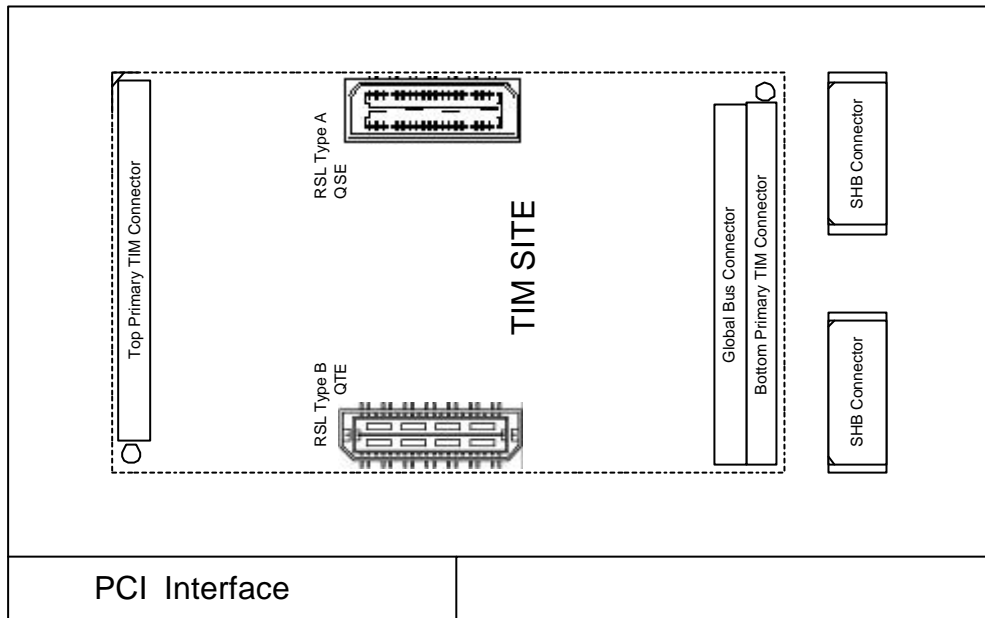 Top Primary TIM Connector
RSL Type A
QSE
RSL Type B
QTE
TIM SITE
Global Bus Connector
Bottom Primary TIM Connector
SHB Connector
SHB Connector
PCI Interface